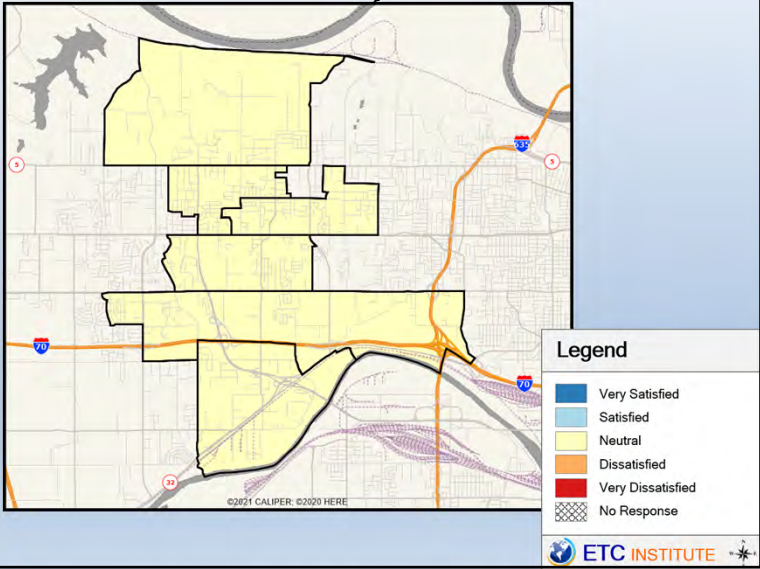 635
5
5
70
Legend
70
Very Satisfied
Satisfied
Neutral
Dissatisfied
Very Dissatisfied
32
©2021 CALIPER; ©2020 HERE
No Response
ETC INSTITUTE